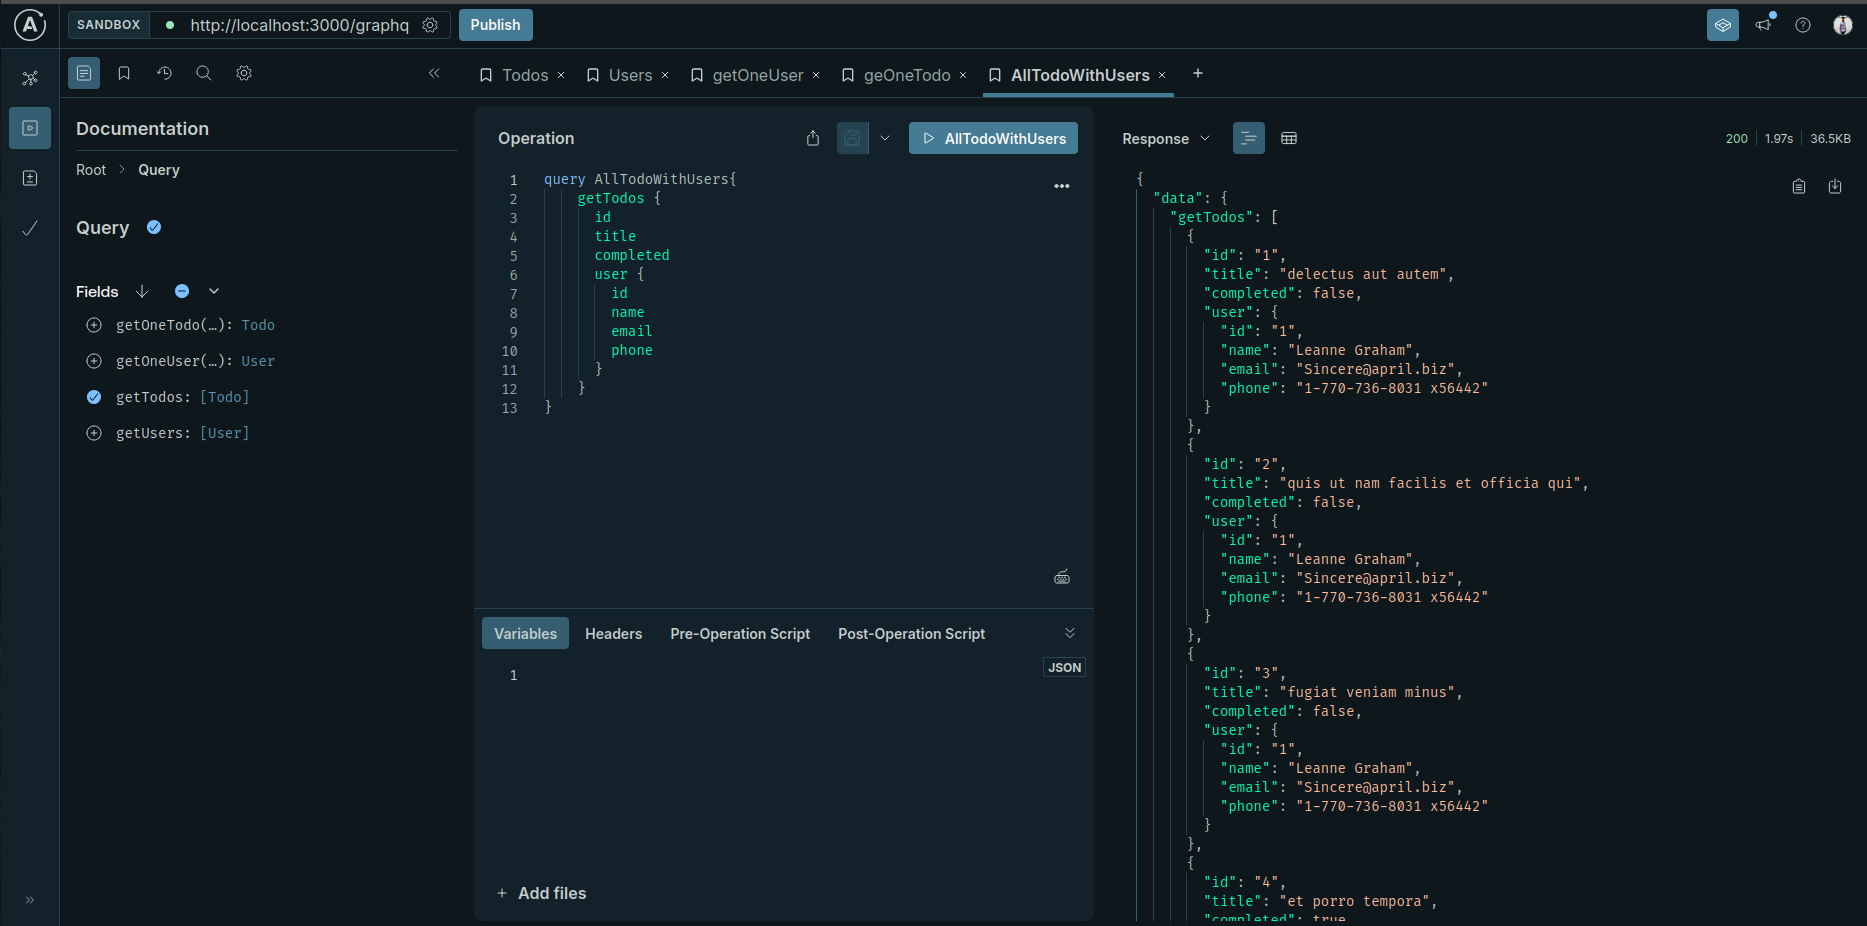 SANDBOX
http://localhost:3000/graphq
Publish
Todos
Users
getOneUser
geOneTodo
AllTodoWithUsers
Documentation
Root > Query
Query
Fields
getOneTodo(…): Todo
getOneUser(…): User
getTodos: [Todo]
getUsers: [User]
Operation
AllTodoWithUsers
1 query AllTodoWithUsers{
2 getTodos {
3 id
4 title
5 completed
6 user {
7 id
8 name
9 email
10 phone
11 }
12 }
13 }
Variables
Headers
Pre-Operation Script
Post-Operation Script
JSON
1
+ Add files
Response
200
1.97s
36.5KB
{
"data": {
"getTodos": [
{
"id": "1",
"title": "delectus aut autem",
"completed": false,
"user": {
"id": "1",
"name": "Leanne Graham",
"email": "Sincere@april.biz",
"phone": "1-770-736-8031 x56442"
}
},
{
"id": "2",
"title": "quis ut nam facilis et officia qui",
"completed": false,
"user": {
"id": "1",
"name": "Leanne Graham",
"email": "Sincere@april.biz",
"phone": "1-770-736-8031 x56442"
}
},
{
"id": "3",
"title": "fugiat veniam minus",
"completed": false,
"user": {
"id": "1",
"name": "Leanne Graham",
"email": "Sincere@april.biz",
"phone": "1-770-736-8031 x56442"
}
},
{
"id": "4",
"title": "et porro tempora",
"completed": true